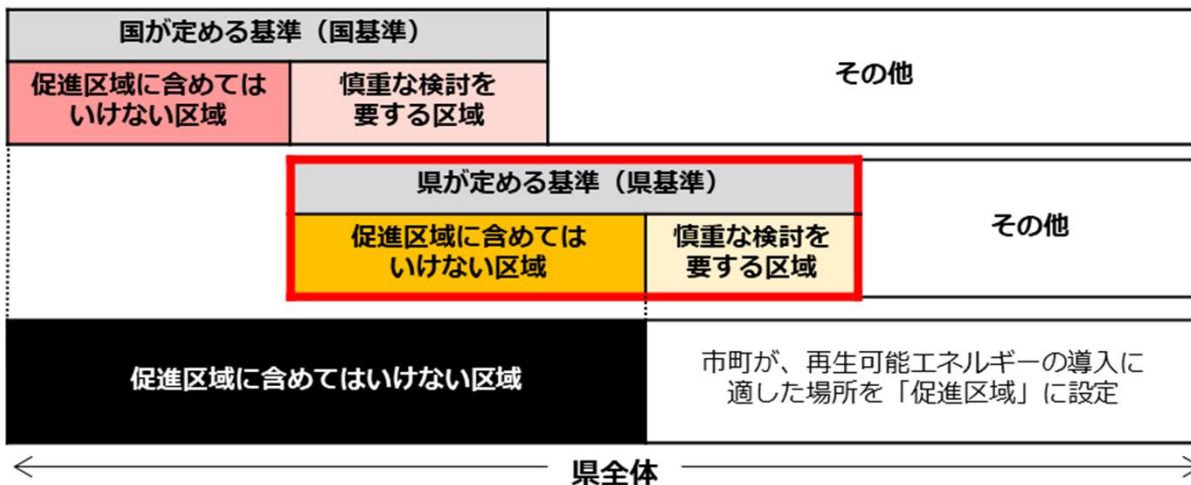 国が定める基準（国基準）
促進区域に含めては
いけない区域
慎重な検討を
要する区域
その他
県が定める基準（県基準）
促進区域に含めては
いけない区域
慎重な検討を
要する区域
その他
促進区域に含めてはいけない区域
市町が、再生可能エネルギーの導入に
適した場所を「促進区域」に設定
県全体